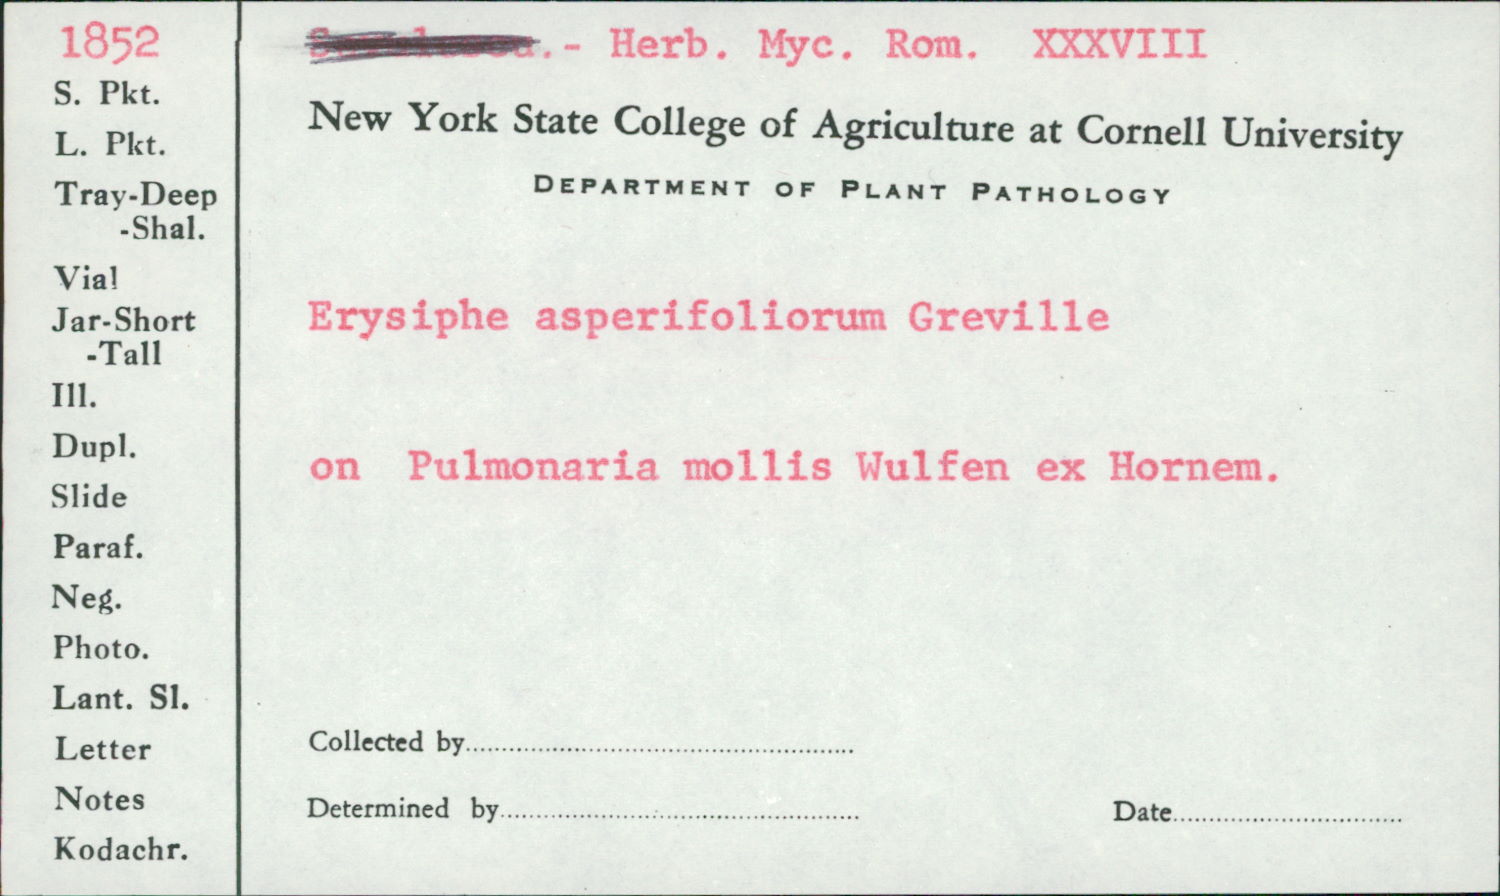 1852
S. Pkt.
L. Pkt.
Tray-Deep
-Shal.
Vial
Jar-Short
-Tall
Ill.
Dupl.
Slide
Paraf.
Neg.
Photo.
Lant. Sl.
Letter
Notes
Kodachr.
- Herb. Myc. Rom. XXXVIII
New York State College of Agriculture at Cornell University
DEPARTMENT OF PLANT PATHOLOGY
Erysiphe asperifoliorum Greville
on Pulmonaria mollis Wulfen ex Hornem.
Collected by
Determined by
Date